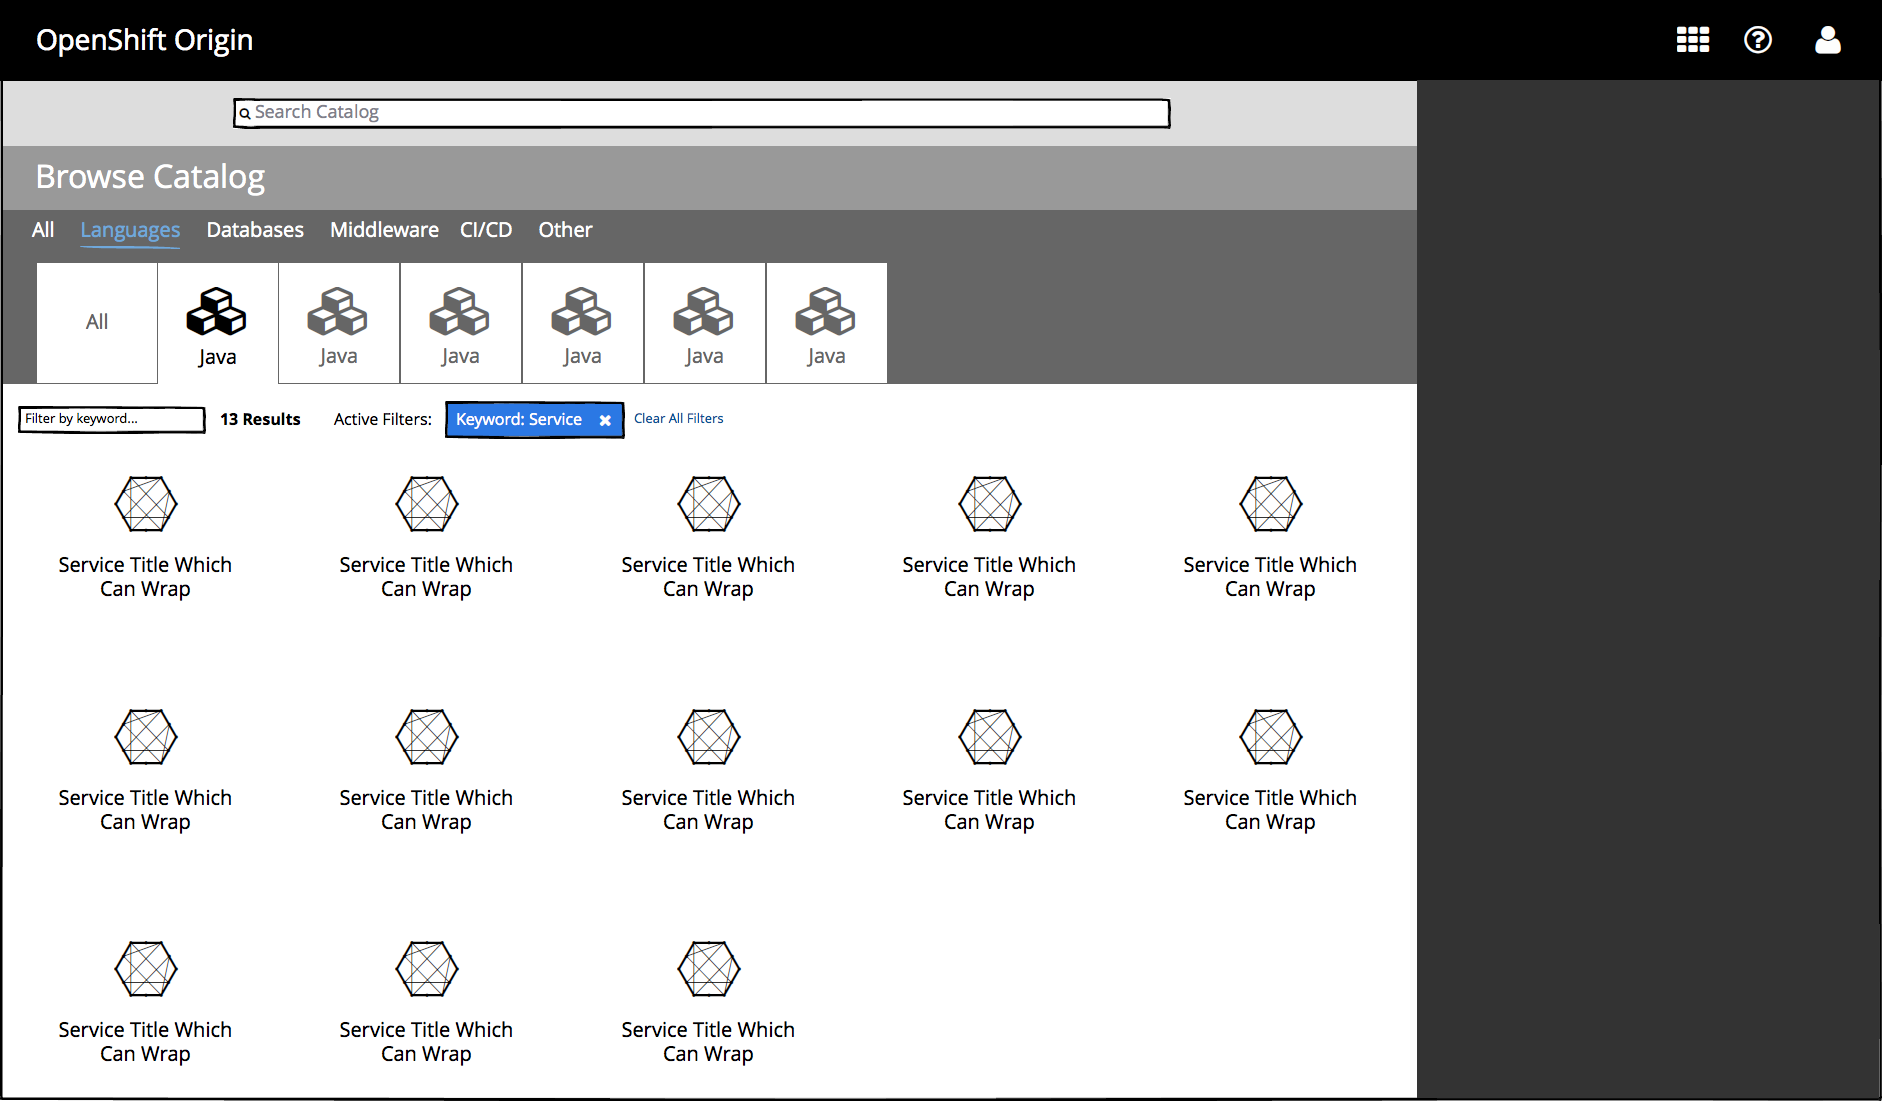 OpenShift Origin
Search Catalog
Browse Catalog
All Languages Databases Middleware CI/CD Other
All Java Java Java Java Java Java
Filter by keyword... 13 Results Active Filters: Keyword: Service Clear All Filters
Service Title Which Service Title Which Service Title Which Service Title Which Service Title Which
Can Wrap Can Wrap Can Wrap Can Wrap Can Wrap
Service Title Which Service Title Which Service Title Which Service Title Which Service Title Which
Can Wrap Can Wrap Can Wrap Can Wrap Can Wrap
Service Title Which Service Title Which Service Title Which
Can Wrap Can Wrap Can Wrap